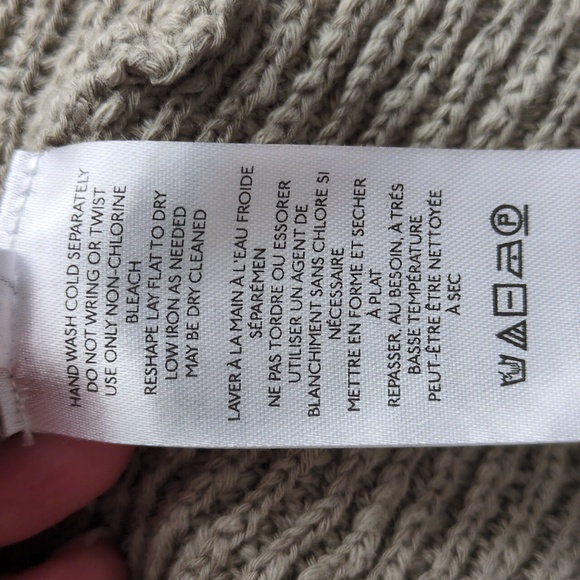 HAND WASH COLD SEPARATELY
DO NOT WRING OR TWIST
USE ONLY NON-CHLORINE
BLEACH
RESHAPE LAY FLAT TO DRY
LOW IRON AS NEEDED
MAY BE DRY CLEANED
LAVER À LA MAIN À L'EAU FROIDE
SÉPARÉMEN
NE PAS TORDRE OU ESSORER
UTILISER UN AGENT DE
BLANCHIMENT SANS CHLORE SI
NÉCESSAIRE
METTRE EN FORME ET SECHER
À PLAT
REPASSER, AU BESOIN, À TRÉS
BASSE TEMPÉRATURE
PEUT-ÊTRE ÊTRE NETTOYÉE
À SEC
P